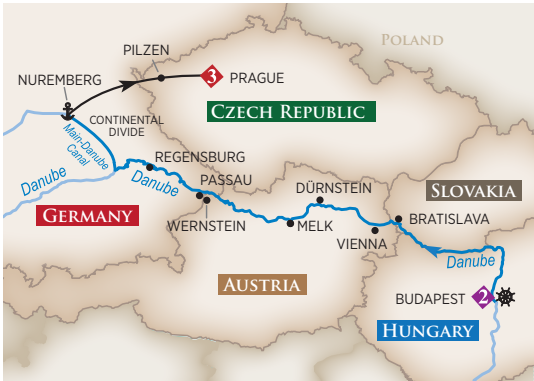 POLAND
PILZEN
NUREMBERG
3
PRAGUE
CONTINENTAL
DIVIDE
CZECH REPUBLIC
Main-Danube
Canal
REGENSBURG
Danube
Danube
PASSAU
DÜRNSTEIN
SLOVAKIA
GERMANY
WERNSTEIN
MELK
BRATISLAVA
VIENNA
Danube
AUSTRIA
BUDAPEST
2
HUNGARY